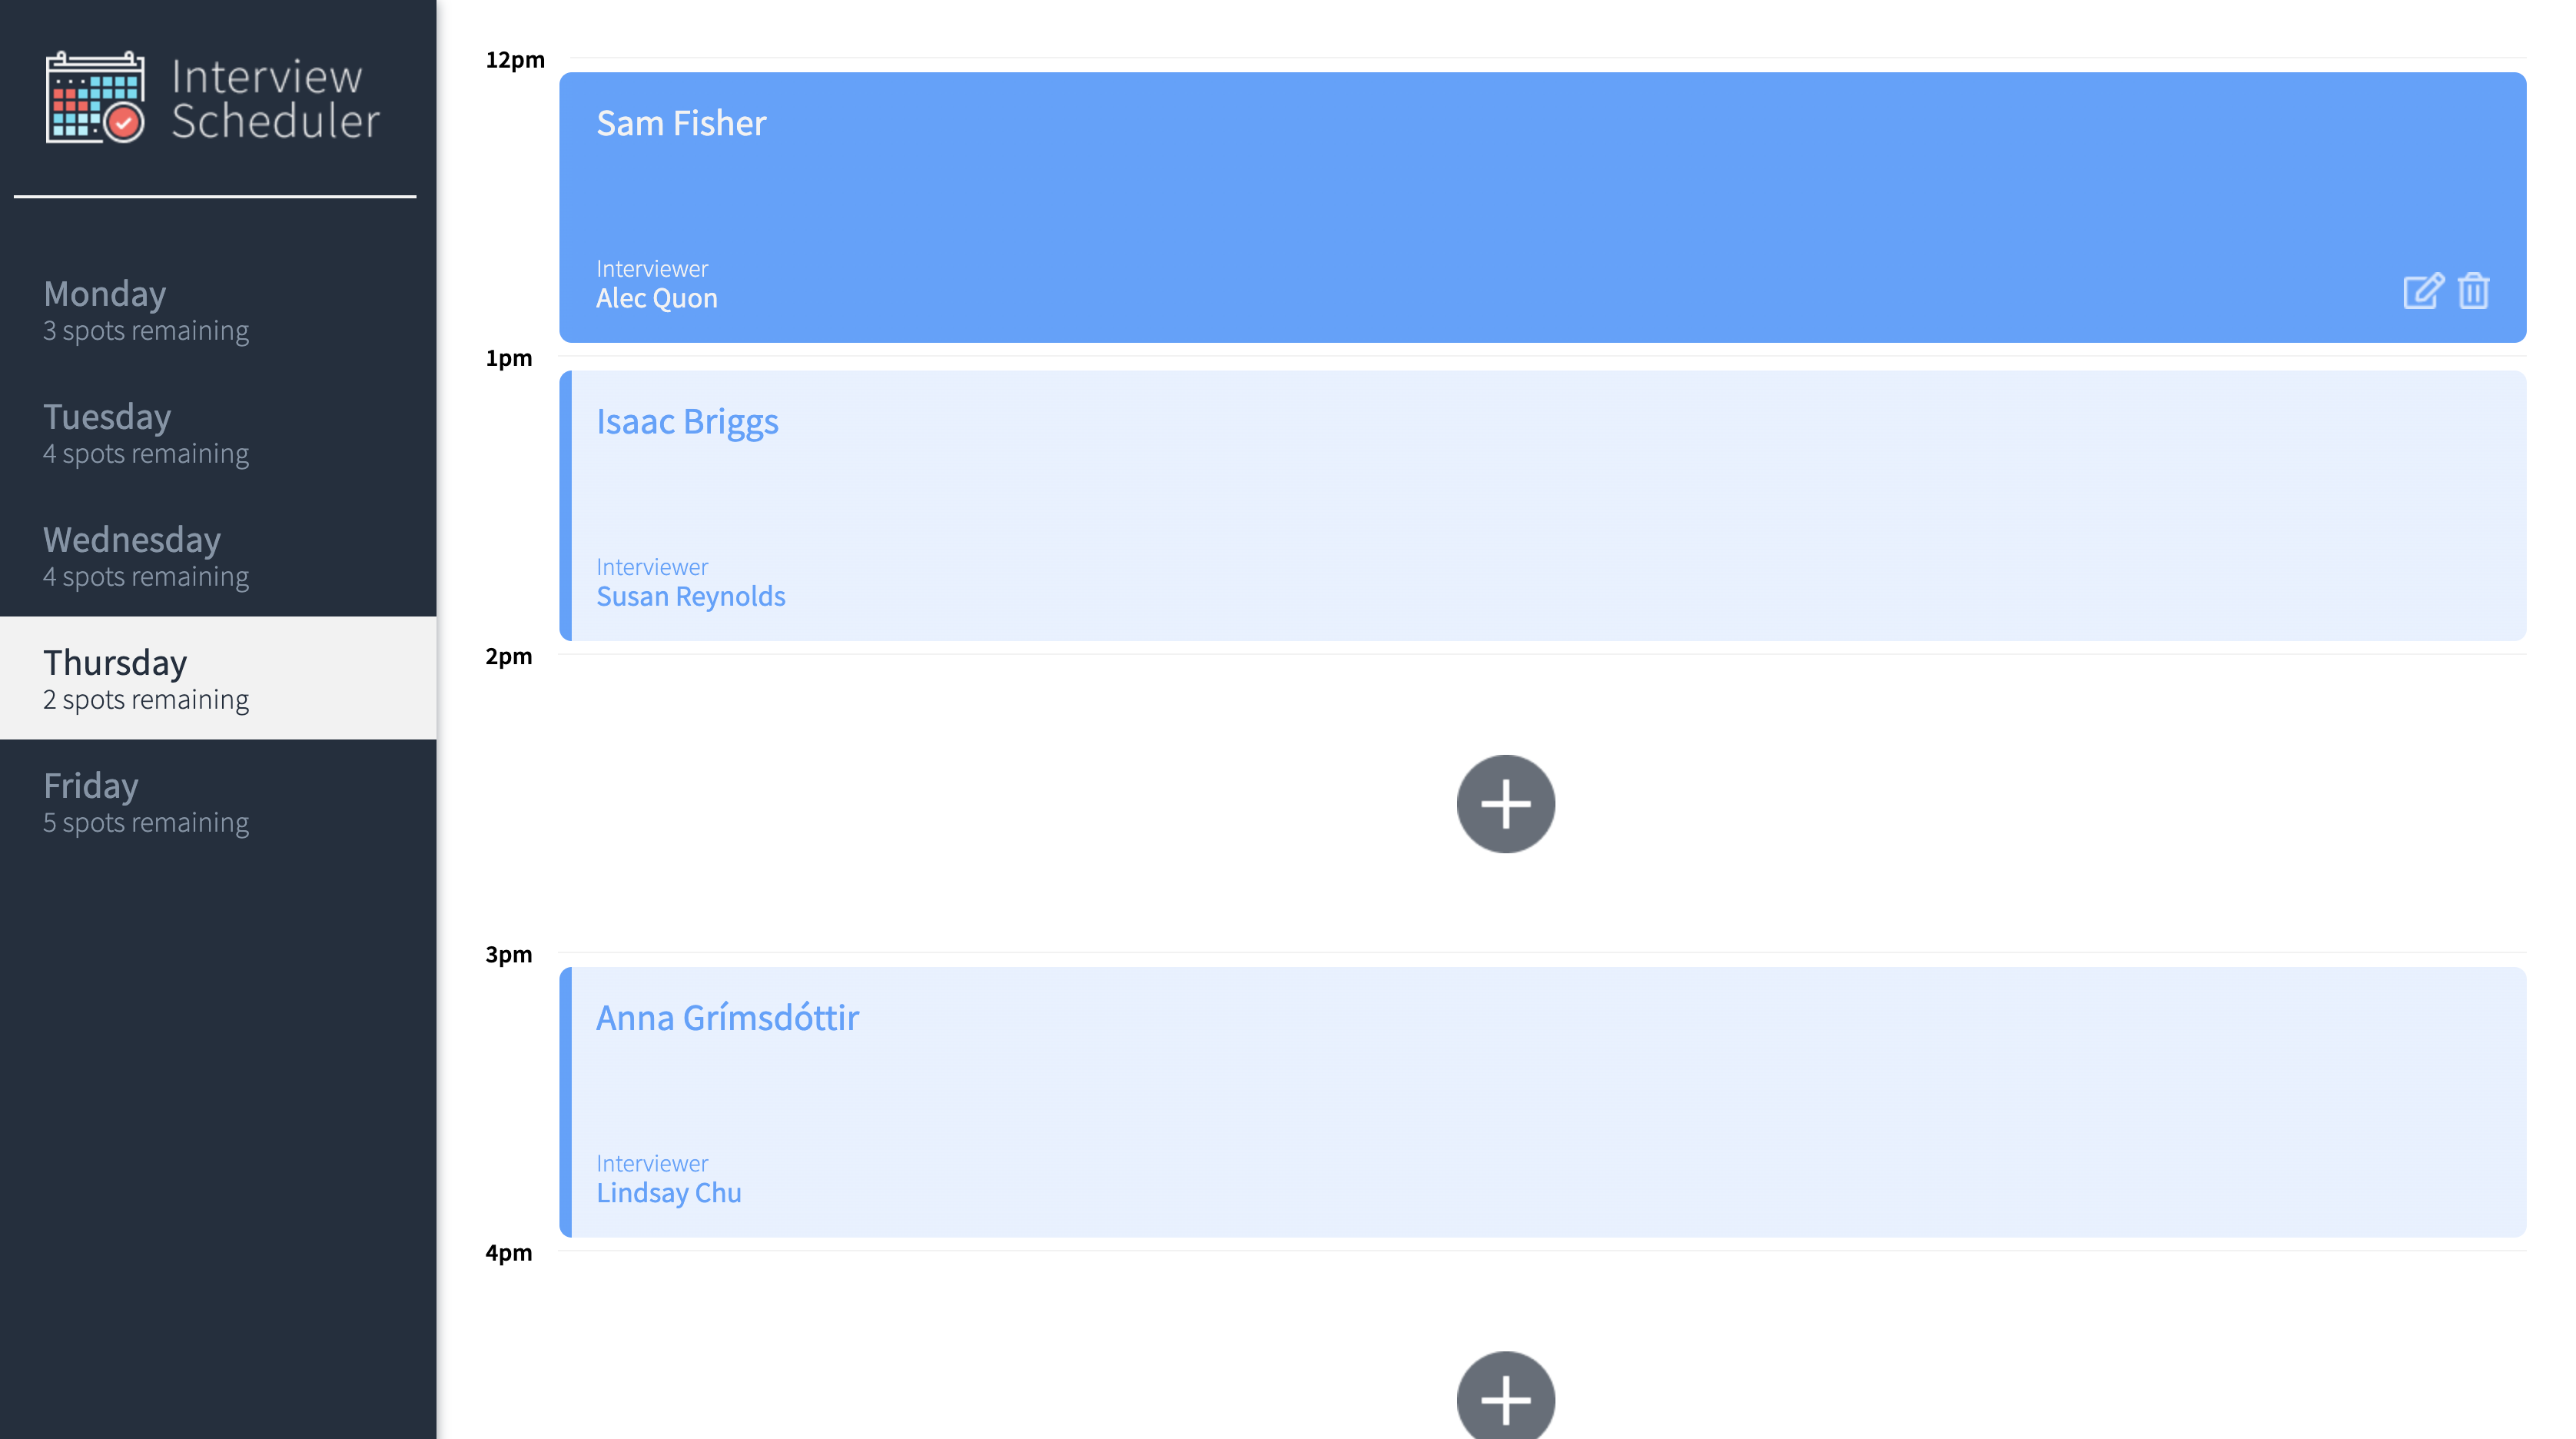 Interview
Scheduler
Monday
3 spots remaining
Tuesday
4 spots remaining
Wednesday
4 spots remaining
Thursday
2 spots remaining
Friday
5 spots remaining
12pm
Sam Fisher
Interviewer
Alec Quon
1pm
Isaac Briggs
Interviewer
Susan Reynolds
2pm
3pm
Anna Grímsdóttir
Interviewer
Lindsay Chu
4pm